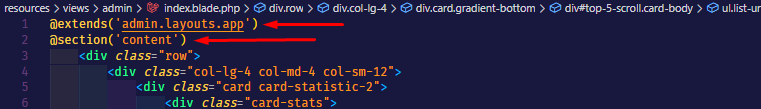 resources > views > admin > index.blade.php > div.row > div.col-lg-4 > div.card.gradient-bottom > div#top-5-scroll.card-body > ul.list-un
1 @extends('admin.layouts.app')
2 @section('content')
3 <div class="row">
4 <div class="col-lg-4 col-md-4 col-sm-12">
5 <div class="card card-statistic-2">
6 <div class="card-stats">